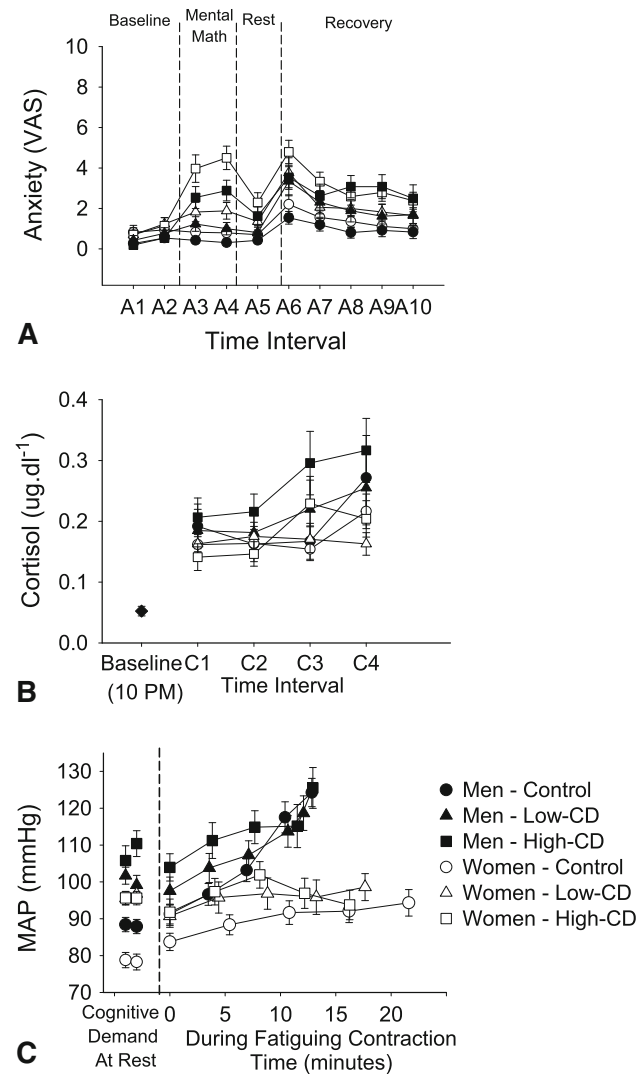 Baseline
Mental
Math
Rest
Recovery
10
8
6
4
2
0
Anxiety (VAS)
A1 A2 A3 A4 A5 A6 A7 A8 A9A10
Time Interval
A
0.4
0.3
0.2
0.1
0.0
Cortisol (ug.dl-1)
Baseline C1 C2 C3 C4
(10 PM)
Time Interval
B
130
120
110
100
90
80
70
MAP (mmHg)
Men - Control
Men - Low-CD
Men - High-CD
Women - Control
Women - Low-CD
Women - High-CD
Cognitive
Demand
At Rest
0 5 10 15 20
During Fatiguing Contraction
Time (minutes)
C